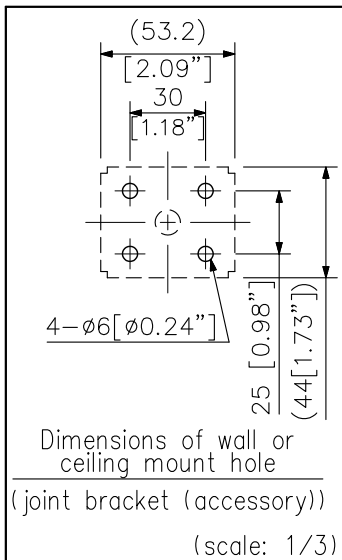 (53.2)
[2.09”]
30
[1.18”]
4-ø6[ø0.24”]
25 [0.98”]
(44[1.73”])
Dimensions of wall or
ceiling mount hole
(joint bracket (accessory))
(scale: 1/3)